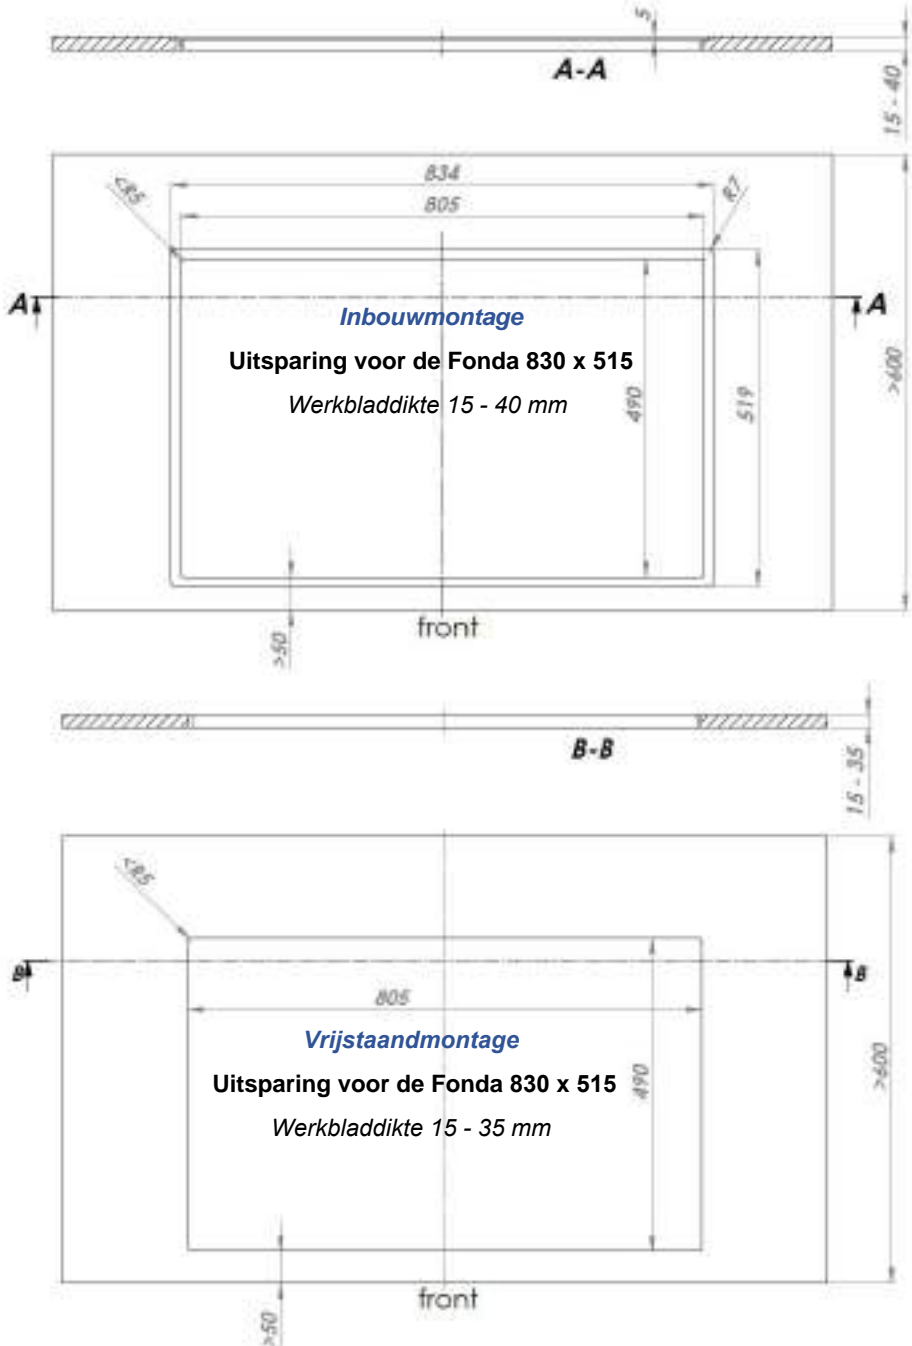 5
A-A
15 - 40
834
<R5
R7
805
A
A
Inbouwmontage
Uitsparing voor de Fonda 830 x 515
Werkbladdikte 15 - 40 mm
490
519
>600
>50
front
B-B
15 - 35
<R5
B
B
805
Vrijstaandmontage
Uitsparing voor de Fonda 830 x 515
Werkbladdikte 15 - 35 mm
490
>600
>50
front